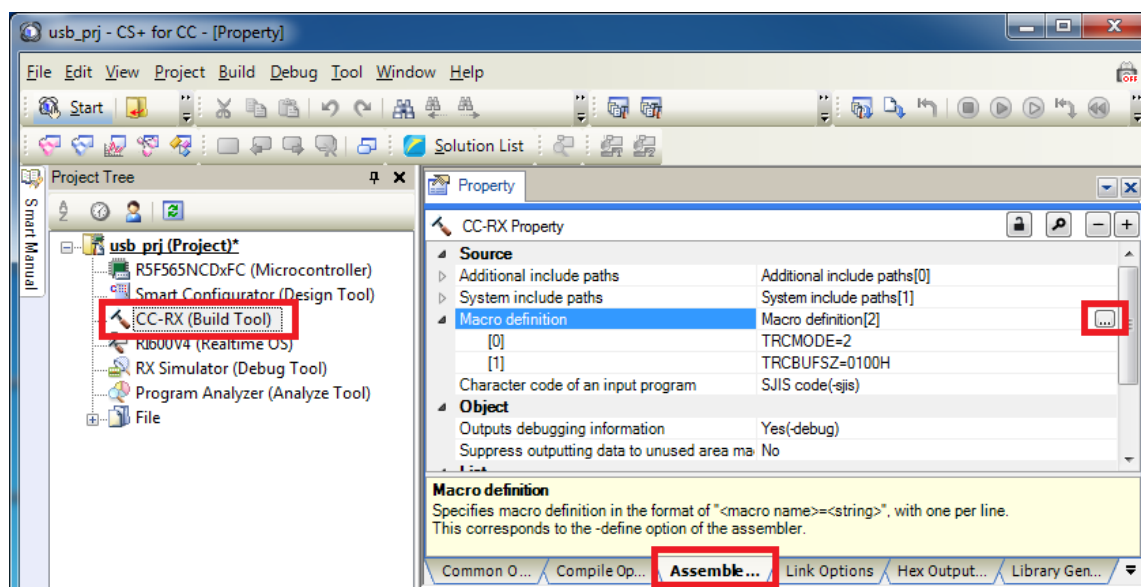 usb_prj - CS+ for CC - [Property]
File Edit View Project Build Debug Tool Window Help
OFF
Start
Solution List
Smart Manual
Project Tree
usb_prj (Project)*
R5F565NCDxFC (Microcontroller)
Smart Configurator (Design Tool)
CC-RX (Build Tool)
RI600V4 (Realtime OS)
RX Simulator (Debug Tool)
Program Analyzer (Analyze Tool)
File
Property
CC-RX Property
Source
Additional include paths Additional include paths[0]
System include paths System include paths[1]
Macro definition Macro definition[2]
...
[0] TRCMODE=2
[1] TRCBUFSZ=0100H
Character code of an input program SJIS code(-sjis)
Object
Outputs debugging information Yes(-debug)
Suppress outputting data to unused area ma No
List
Macro definition
Specifies macro definition in the format of "<macro name>=<string>", with one per line.
This corresponds to the -define option of the assembler.
Common O... Compile Op... Assemble... Link Options Hex Output... Library Gen...